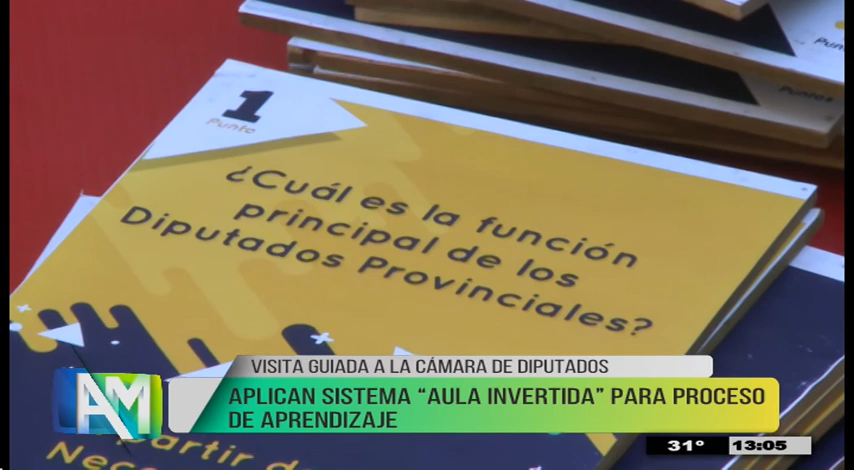 Puntos
1
Punto
¿Cuál es la función
principal de los
Diputados Provinciales?
VISITA GUIADA A LA CÁMARA DE DIPUTADOS
AM
APLICAN SISTEMA “AULA INVERTIDA” PARA PROCESO
DE APRENDIZAJE
31° 13:05